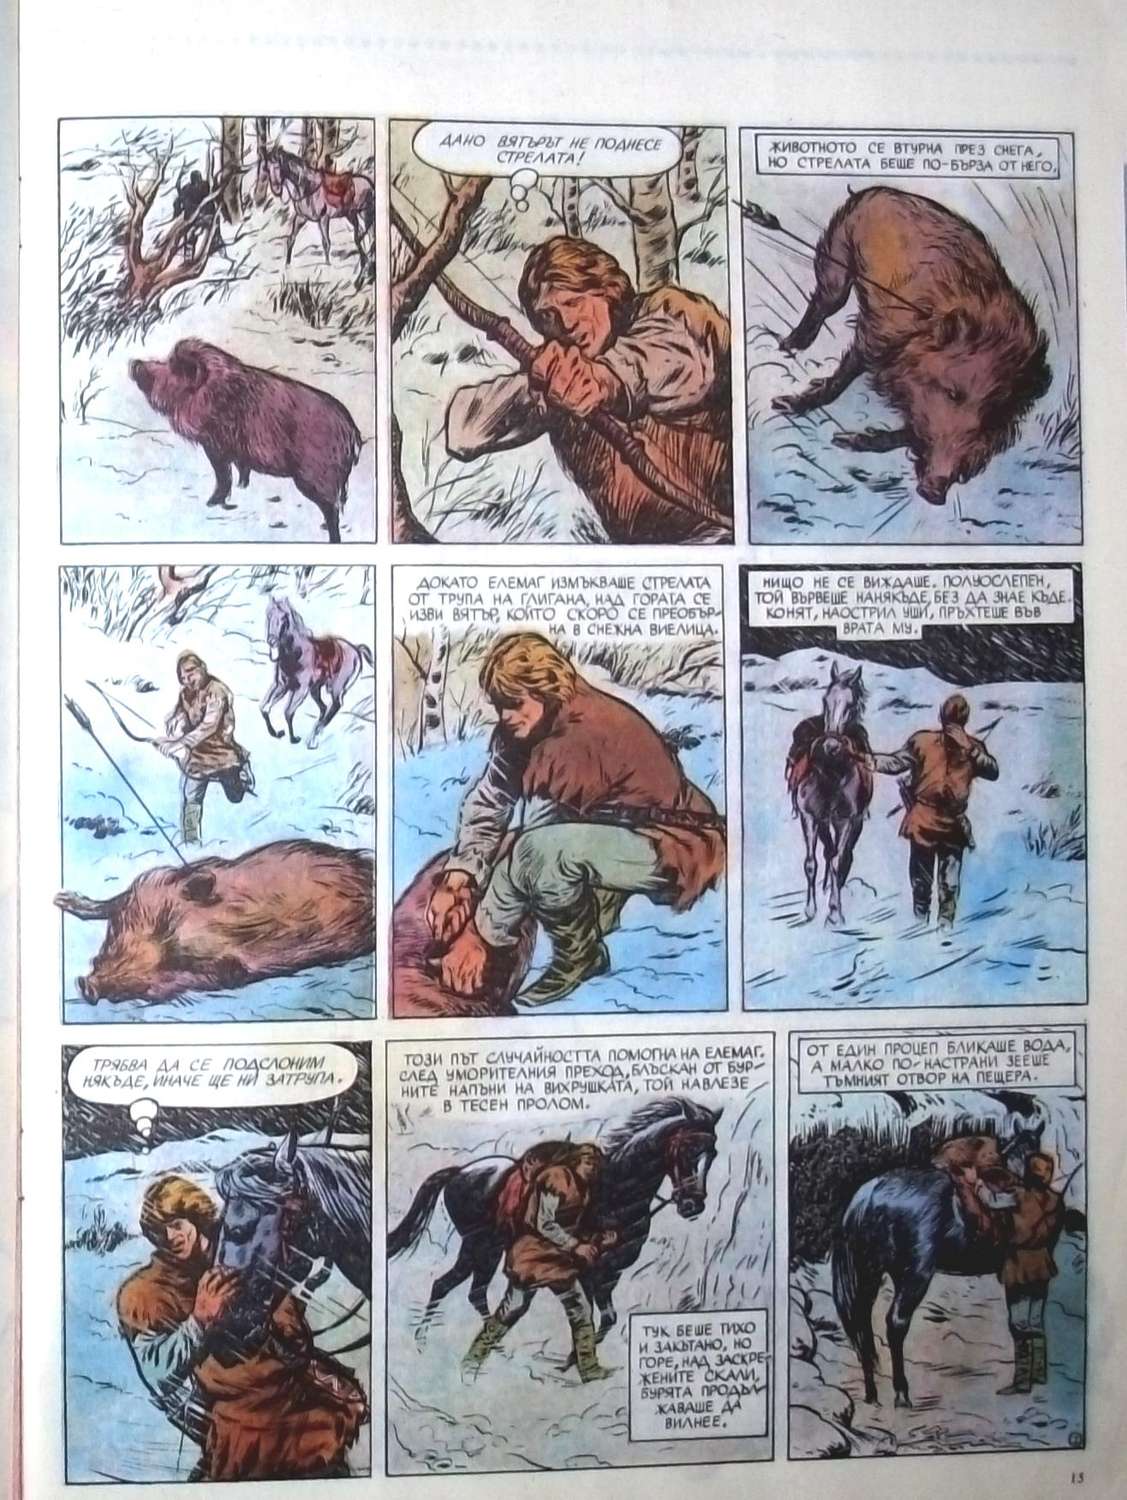 ДАНО ВЯТЪРЪТ НЕ ПОДНЕСЕ
СТРЕЛАТА!
ЖИВОТНОТО СЕ ВТУРНА ПРЕЗ СНЕГА,
НО СТРЕЛАТА БЕШЕ ПО-БЪРЗА ОТ НЕГО.
ДОКАТО ЕЛЕМАГ ИЗМЪКВАШЕ СТРЕЛАТА
ОТ ТРУПА НА ГЛИГАНА, НАД ГОРАТА СЕ
ИЗВИ ВЯТЪР, КОЙТО СКОРО СЕ ПРЕОБЪР-
НА В СНЕЖНА ВИЕЛИЦА.
НИЩО НЕ СЕ ВИЖДАШЕ. ПОЛУОСЛЕПЕН,
ТОЙ ВЪРВЕШЕ НАНЯКЪДЕ, БЕЗ ДА ЗНАЕ КЪДЕ.
КОНЯТ, НАОСТРИЛ УШИ, ПРЪХТЕШЕ ВЪВ
ВРАТА МУ.
ТРЯБВА ДА СЕ ПОДСЛОНИМ
НЯКЪДЕ, ИНАЧЕ ЩЕ НИ ЗАТРУПА.
ТОЗИ ПЪТ СЛУЧАЙНОСТТА ПОМОГНА НА ЕЛЕМАГ.
СЛЕД УМОРИТЕЛНИЯ ПРЕХОД, БЛЪСКАН ОТ БУР-
НИТЕ НАПЪНИ НА ВИХРУШКАТА, ТОЙ НАВЛЕЗЕ
В ТЕСЕН ПРОЛОМ.
ТУК БЕШЕ ТИХО
И ЗАКЪТАНО, НО
ГОРЕ, НАД ЗАСКРЕ-
ЖЕНИТЕ СКАЛИ,
БУРЯТА ПРОДЪЛ-
ЖАВАШЕ ДА
ВИЛНЕЕ.
ОТ ЕДИН ПРОЦЕП БЛИКАШЕ ВОДА,
А МАЛКО ПО-НАСТРАНИ ЗЕЕШЕ
ТЪМНИЯТ ОТВОР НА ПЕЩЕРА.
15